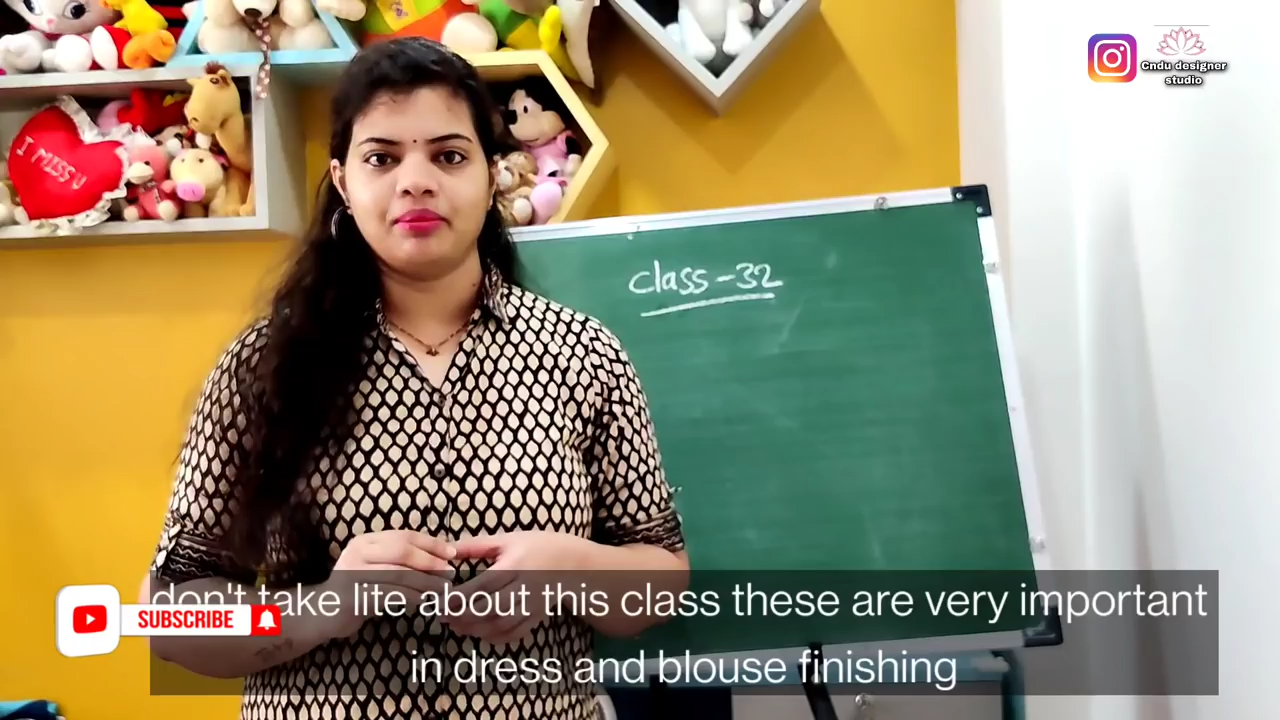 Cndu designer
studio
I MISS U
class-32
don't take lite about this class these are very important
in dress and blouse finishing
SUBSCRIBE